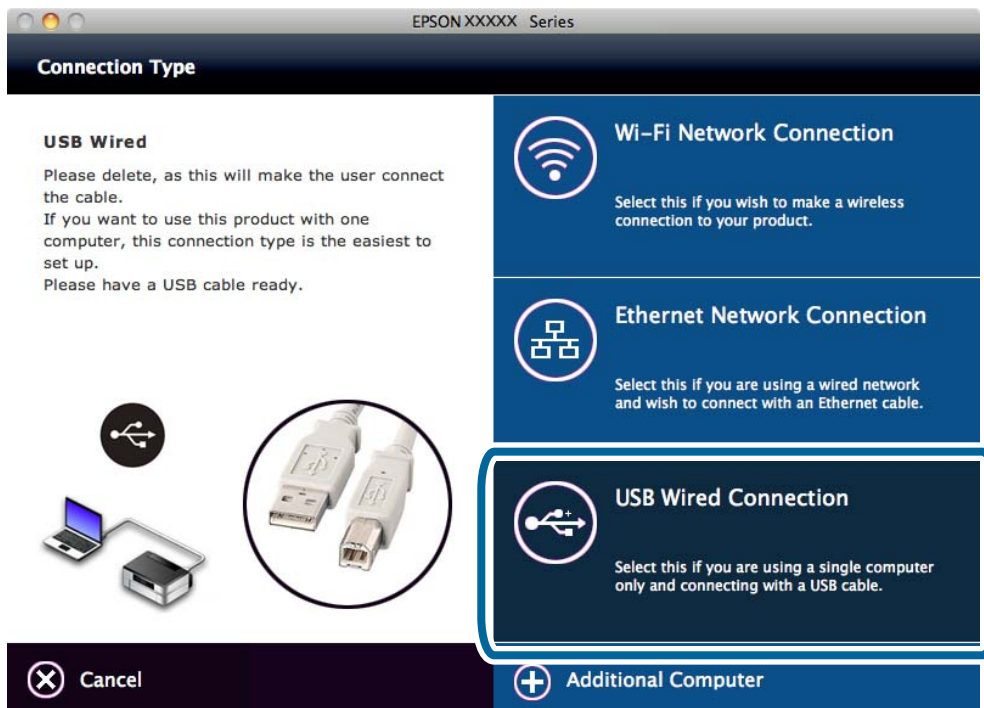 EPSON XXXXX Series
Connection Type
USB Wired
Please delete, as this will make the user connect
the cable.
If you want to use this product with one
computer, this connection type is the easiest to
set up.
Please have a USB cable ready.
Wi-Fi Network Connection
Select this if you wish to make a wireless
connection to your product.
Ethernet Network Connection
Select this if you are using a wired network
and wish to connect with an Ethernet cable.
USB Wired Connection
Select this if you are using a single computer
only and connecting with a USB cable.
Cancel
Additional Computer